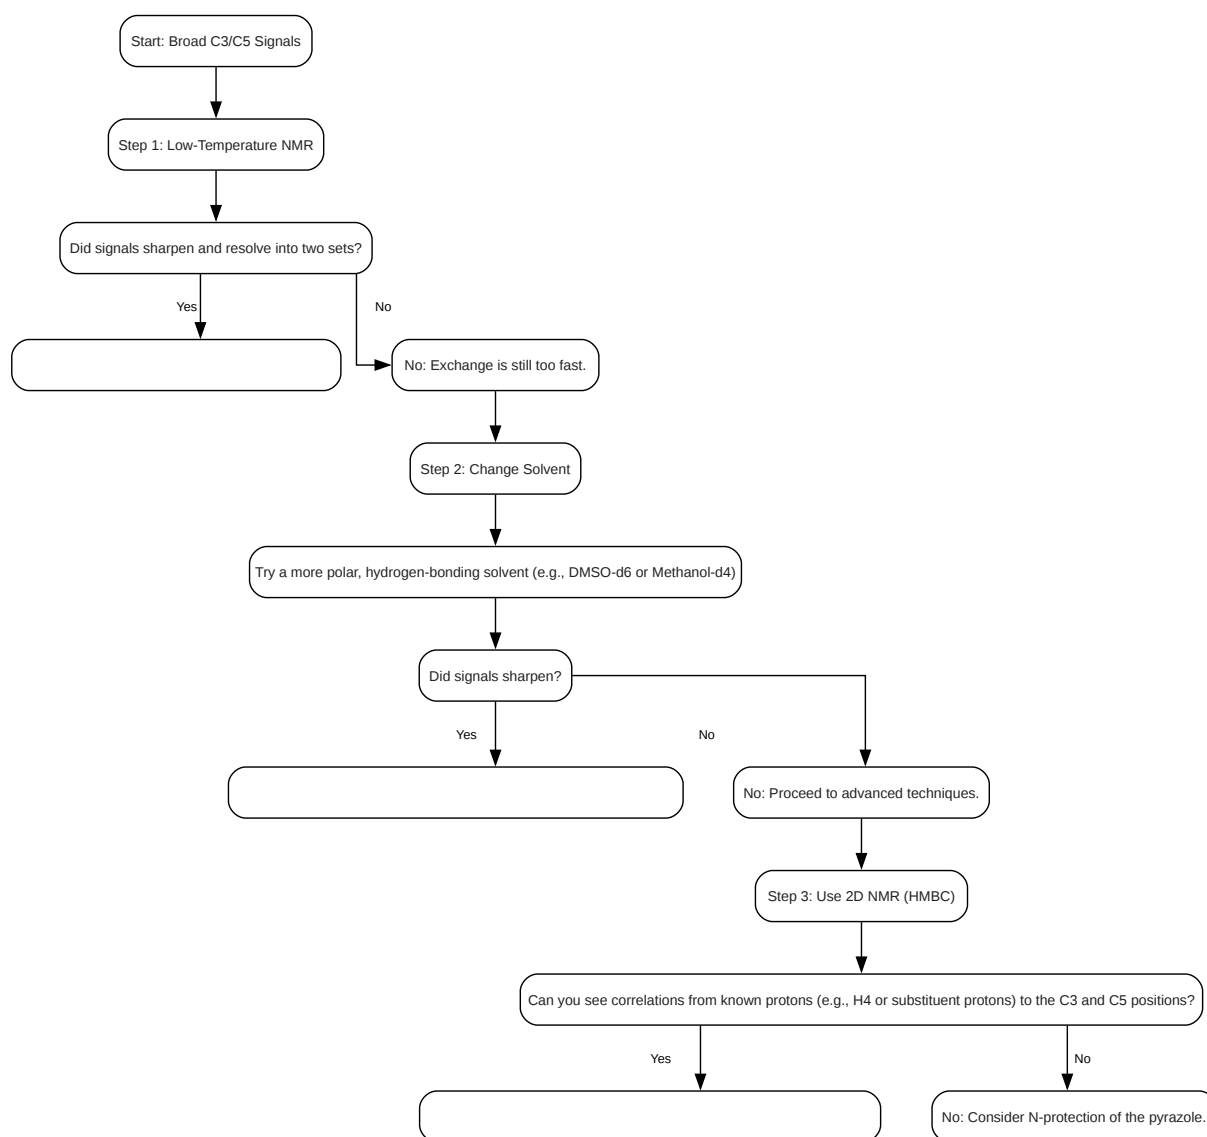 Start: Broad C3/C5 Signals
Step 1: Low-Temperature NMR
Did signals sharpen and resolve into two sets?
Yes
No
No: Exchange is still too fast.
Step 2: Change Solvent
Try a more polar, hydrogen-bonding solvent (e.g., DMSO-d6 or Methanol-d4)
Did signals sharpen?
Yes
No
No: Proceed to advanced techniques.
Step 3: Use 2D NMR (HMBC)
Can you see correlations from known protons (e.g., H4 or substituent protons) to the C3 and C5 positions?
Yes
No
No: Consider N-protection of the pyrazole.